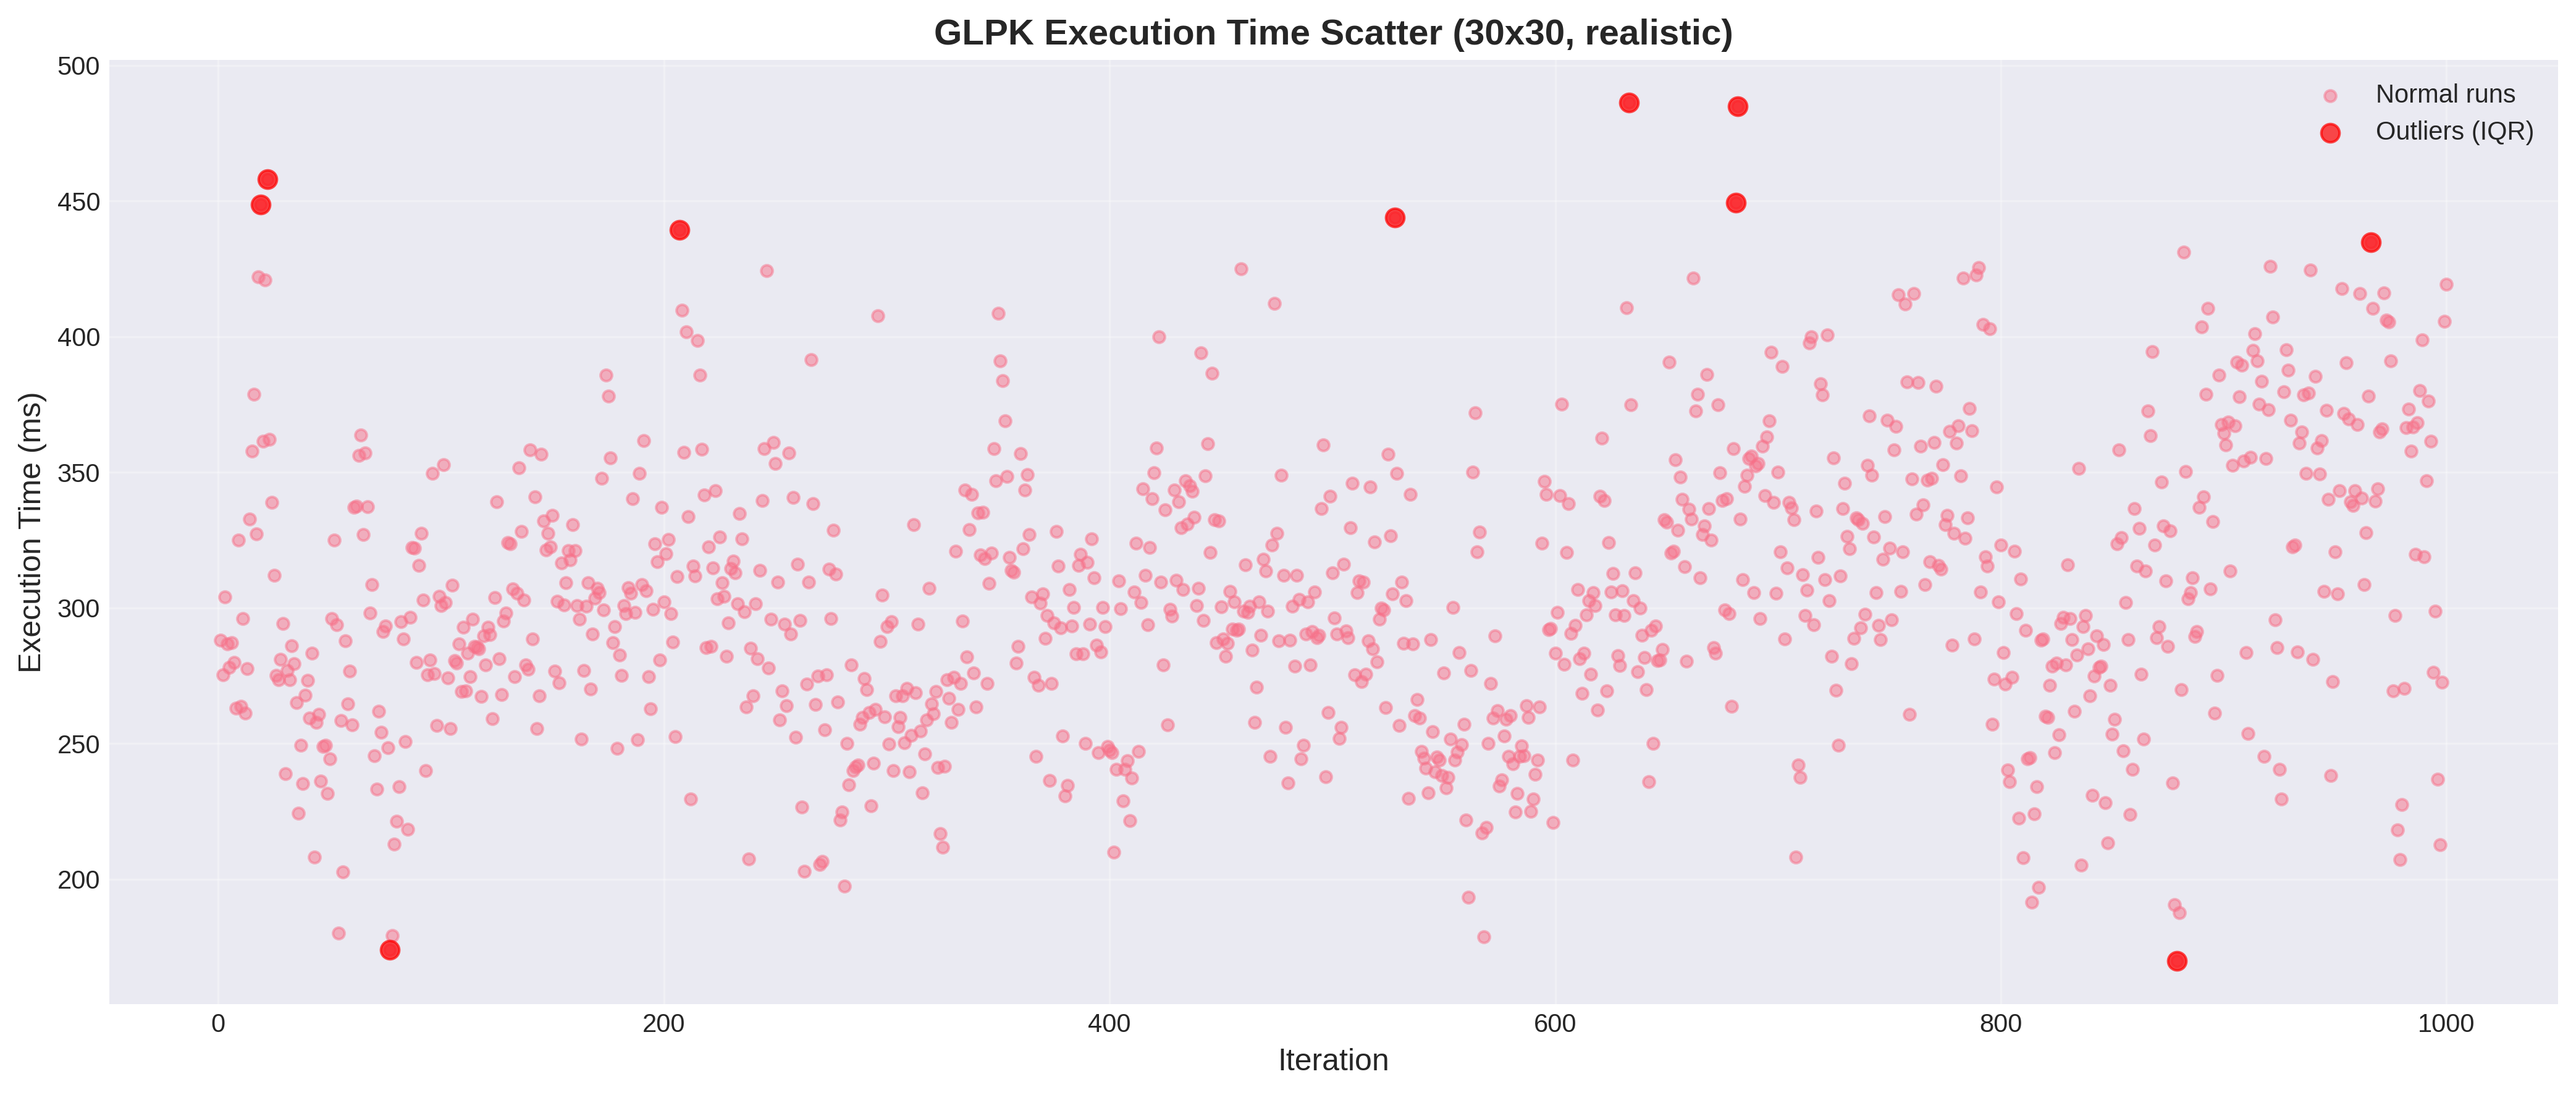 GLPK Execution Time Scatter (30x30, realistic)
Normal runs
Outliers (IQR)
Execution Time (ms)
500
450
400
350
300
250
200
0 200 400 600 800 1000
Iteration